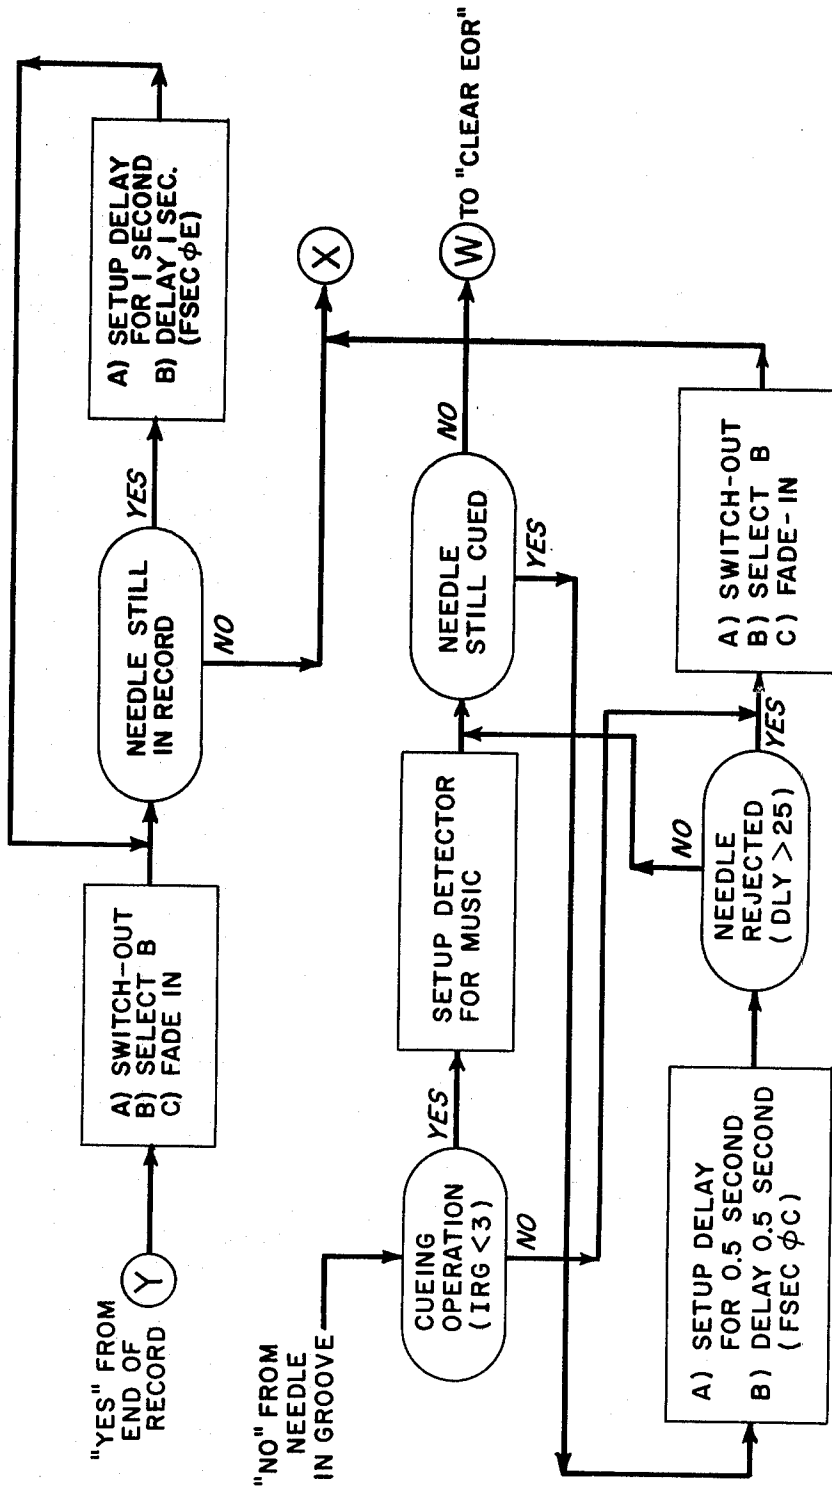 "YES" FROM
END OF
RECORD
Y
A) SWITCH-OUT
B) SELECT B
C) FADE IN
NEEDLE STILL
IN RECORD
YES
NO
A) SETUP DELAY
FOR 1 SECOND
B) DELAY 1 SEC.
(FSEC ϕE)
X
"NO" FROM
NEEDLE
IN GROOVE
CUEING
OPERATION
(IRG <3)
YES
NO
SETUP DETECTOR
FOR MUSIC
NEEDLE
STILL CUED
NO
YES
W TO "CLEAR EOR"
A) SETUP DELAY
FOR 0.5 SECOND
B) DELAY 0.5 SECOND
(FSEC ϕC)
NEEDLE
REJECTED
(DLY >25)
NO
YES
A) SWITCH-OUT
B) SELECT B
C) FADE-IN